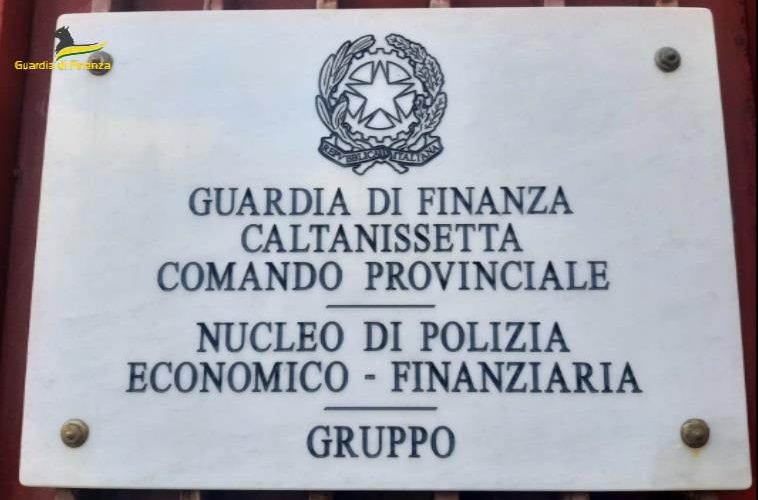 Guardia di Finanza
REPVBBLICA ITALIANA
GUARDIA DI FINANZA
CALTANISSETTA
COMANDO PROVINCIALE
NUCLEO DI POLIZIA
ECONOMICO - FINANZIARIA
GRUPPO